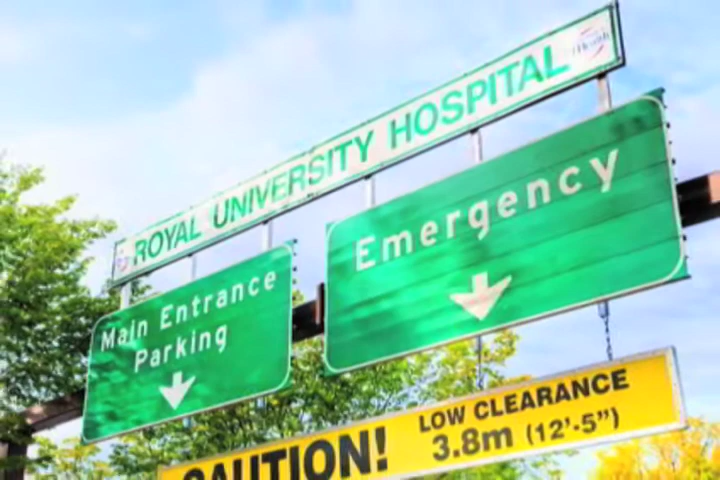 ROYAL UNIVERSITY HOSPITAL
Main Entrance
Parking
Emergency
CAUTION!
LOW CLEARANCE
3.8m (12'-5")